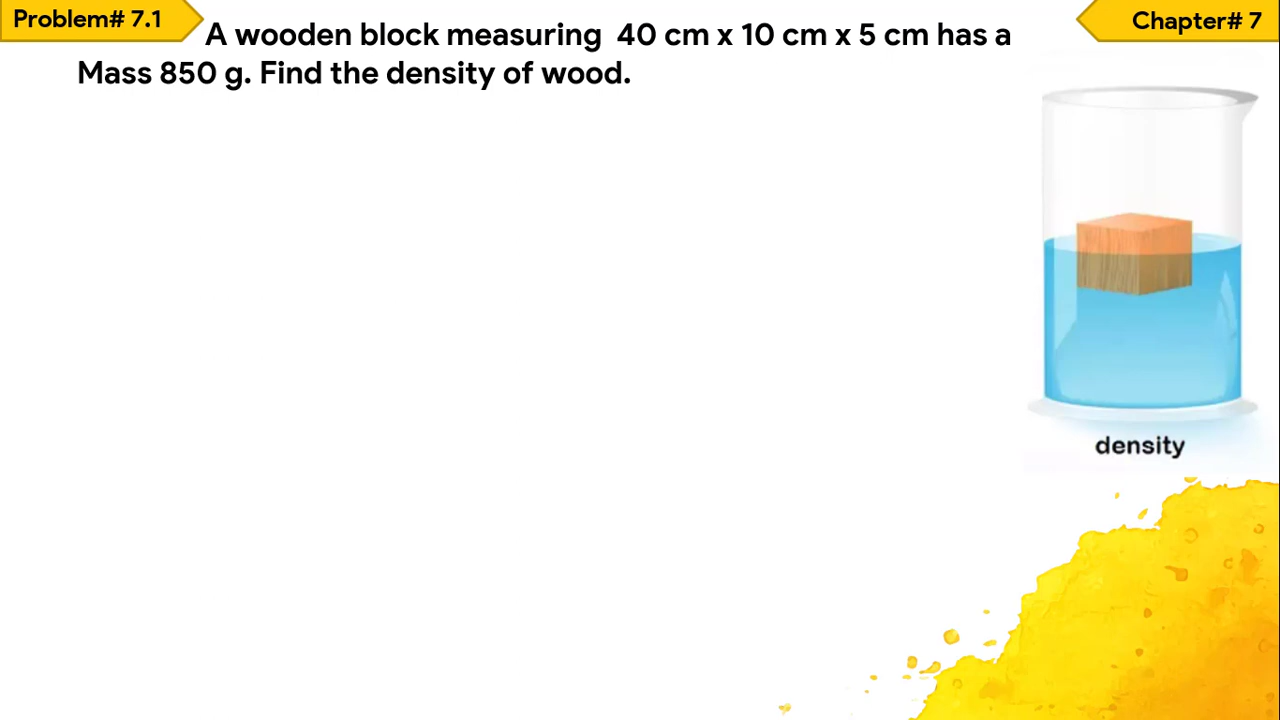 Problem# 7.1
Chapter# 7
A wooden block measuring 40 cm x 10 cm x 5 cm has a
Mass 850 g. Find the density of wood.
density